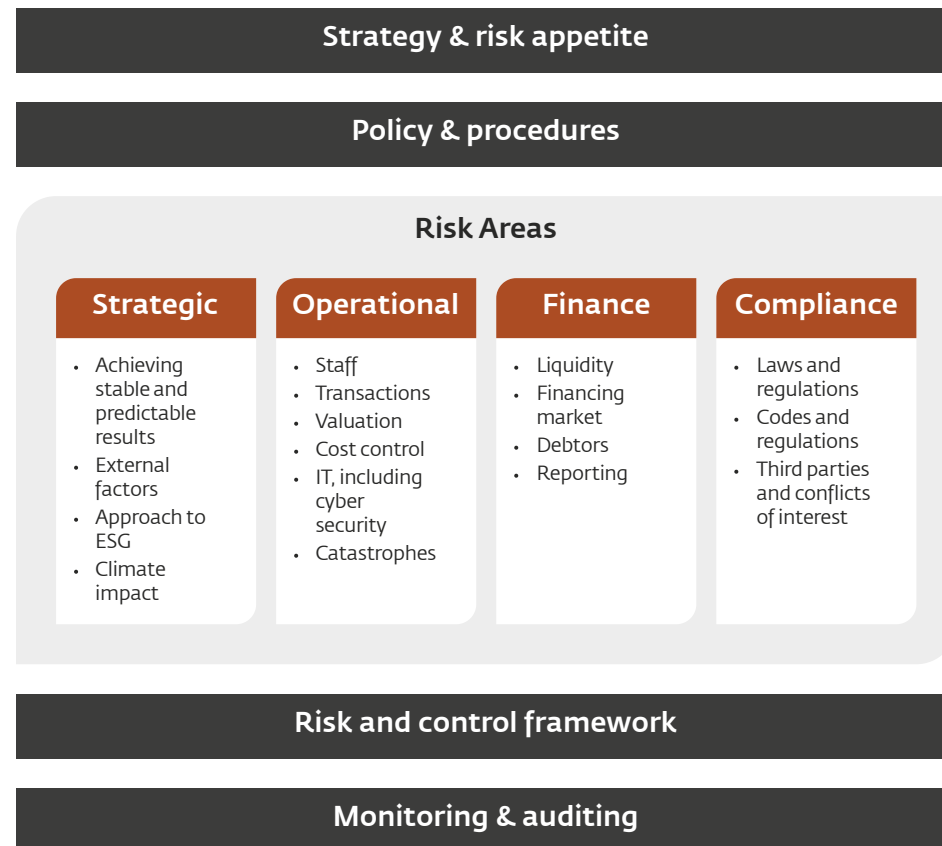 Strategy & risk appetite
Policy & procedures
Risk Areas
Strategic
• Achieving
stable and
predictable
results
• External
factors
• Approach to
ESG
• Climate
impact
Operational
• Staff
• Transactions
• Valuation
• Cost control
• IT, including
cyber
security
• Catastrophes
Finance
• Liquidity
• Financing
market
• Debtors
• Reporting
Compliance
• Laws and
regulations
• Codes and
regulations
• Third parties
and conflicts
of interest
Risk and control framework
Monitoring & auditing